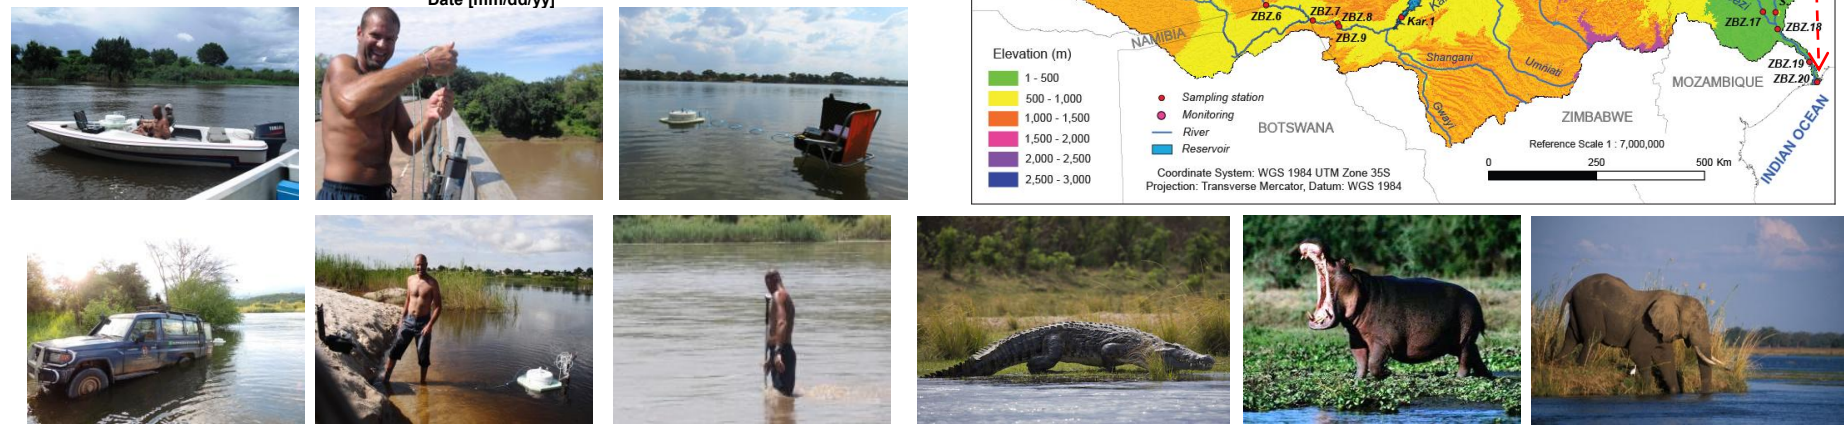 Date [mm/dd/yy]
ZBZ.6
ZBZ.7
ZBZ.8
ZBZ.9
Kar.1
ZBZ.17
ZBZ.18
ZBZ.19
ZBZ.20
NAMIBIA
Shangani
Umniati
Gwayi
MOZAMBIQUE
ZIMBABWE
BOTSWANA
INDIAN OCEAN
Elevation (m)
1 - 500
500 - 1,000
1,000 - 1,500
1,500 - 2,000
2,000 - 2,500
2,500 - 3,000
Sampling station
Monitoring
River
Reservoir
Reference Scale 1 : 7,000,000
0 250 500 Km
Coordinate System: WGS 1984 UTM Zone 35S
Projection: Transverse Mercator, Datum: WGS 1984